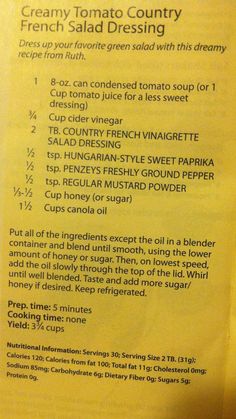 Creamy Tomato Country
French Salad Dressing
Dress up your favorite green salad with this dreamy
recipe from Ruth.
1 8-oz. can condensed tomato soup (or 1
Cup tomato juice for a less sweet
dressing)
¾ Cup cider vinegar
2 TB. COUNTRY FRENCH VINAIGRETTE
SALAD DRESSING
½ tsp. HUNGARIAN-STYLE SWEET PAPRIKA
½ tsp. PENZEYS FRESHLY GROUND PEPPER
½ tsp. REGULAR MUSTARD POWDER
⅓-½ Cup honey (or sugar)
1½ Cups canola oil
Put all of the ingredients except the oil in a blender
container and blend until smooth, using the lower
amount of honey or sugar. Then, on lowest speed,
add the oil slowly through the top of the lid. Whirl
until well blended. Taste and add more sugar/
honey if desired. Keep refrigerated.
Prep. time: 5 minutes
Cooking time: none
Yield: 3¾ cups
Nutritional Information: Servings 30; Serving Size 2 TB. (31g);
Calories 120; Calories from fat 100; Total fat 11g; Cholesterol 0mg;
Sodium 85mg; Carbohydrate 6g; Dietary Fiber 0g; Sugars 5g;
Protein 0g.